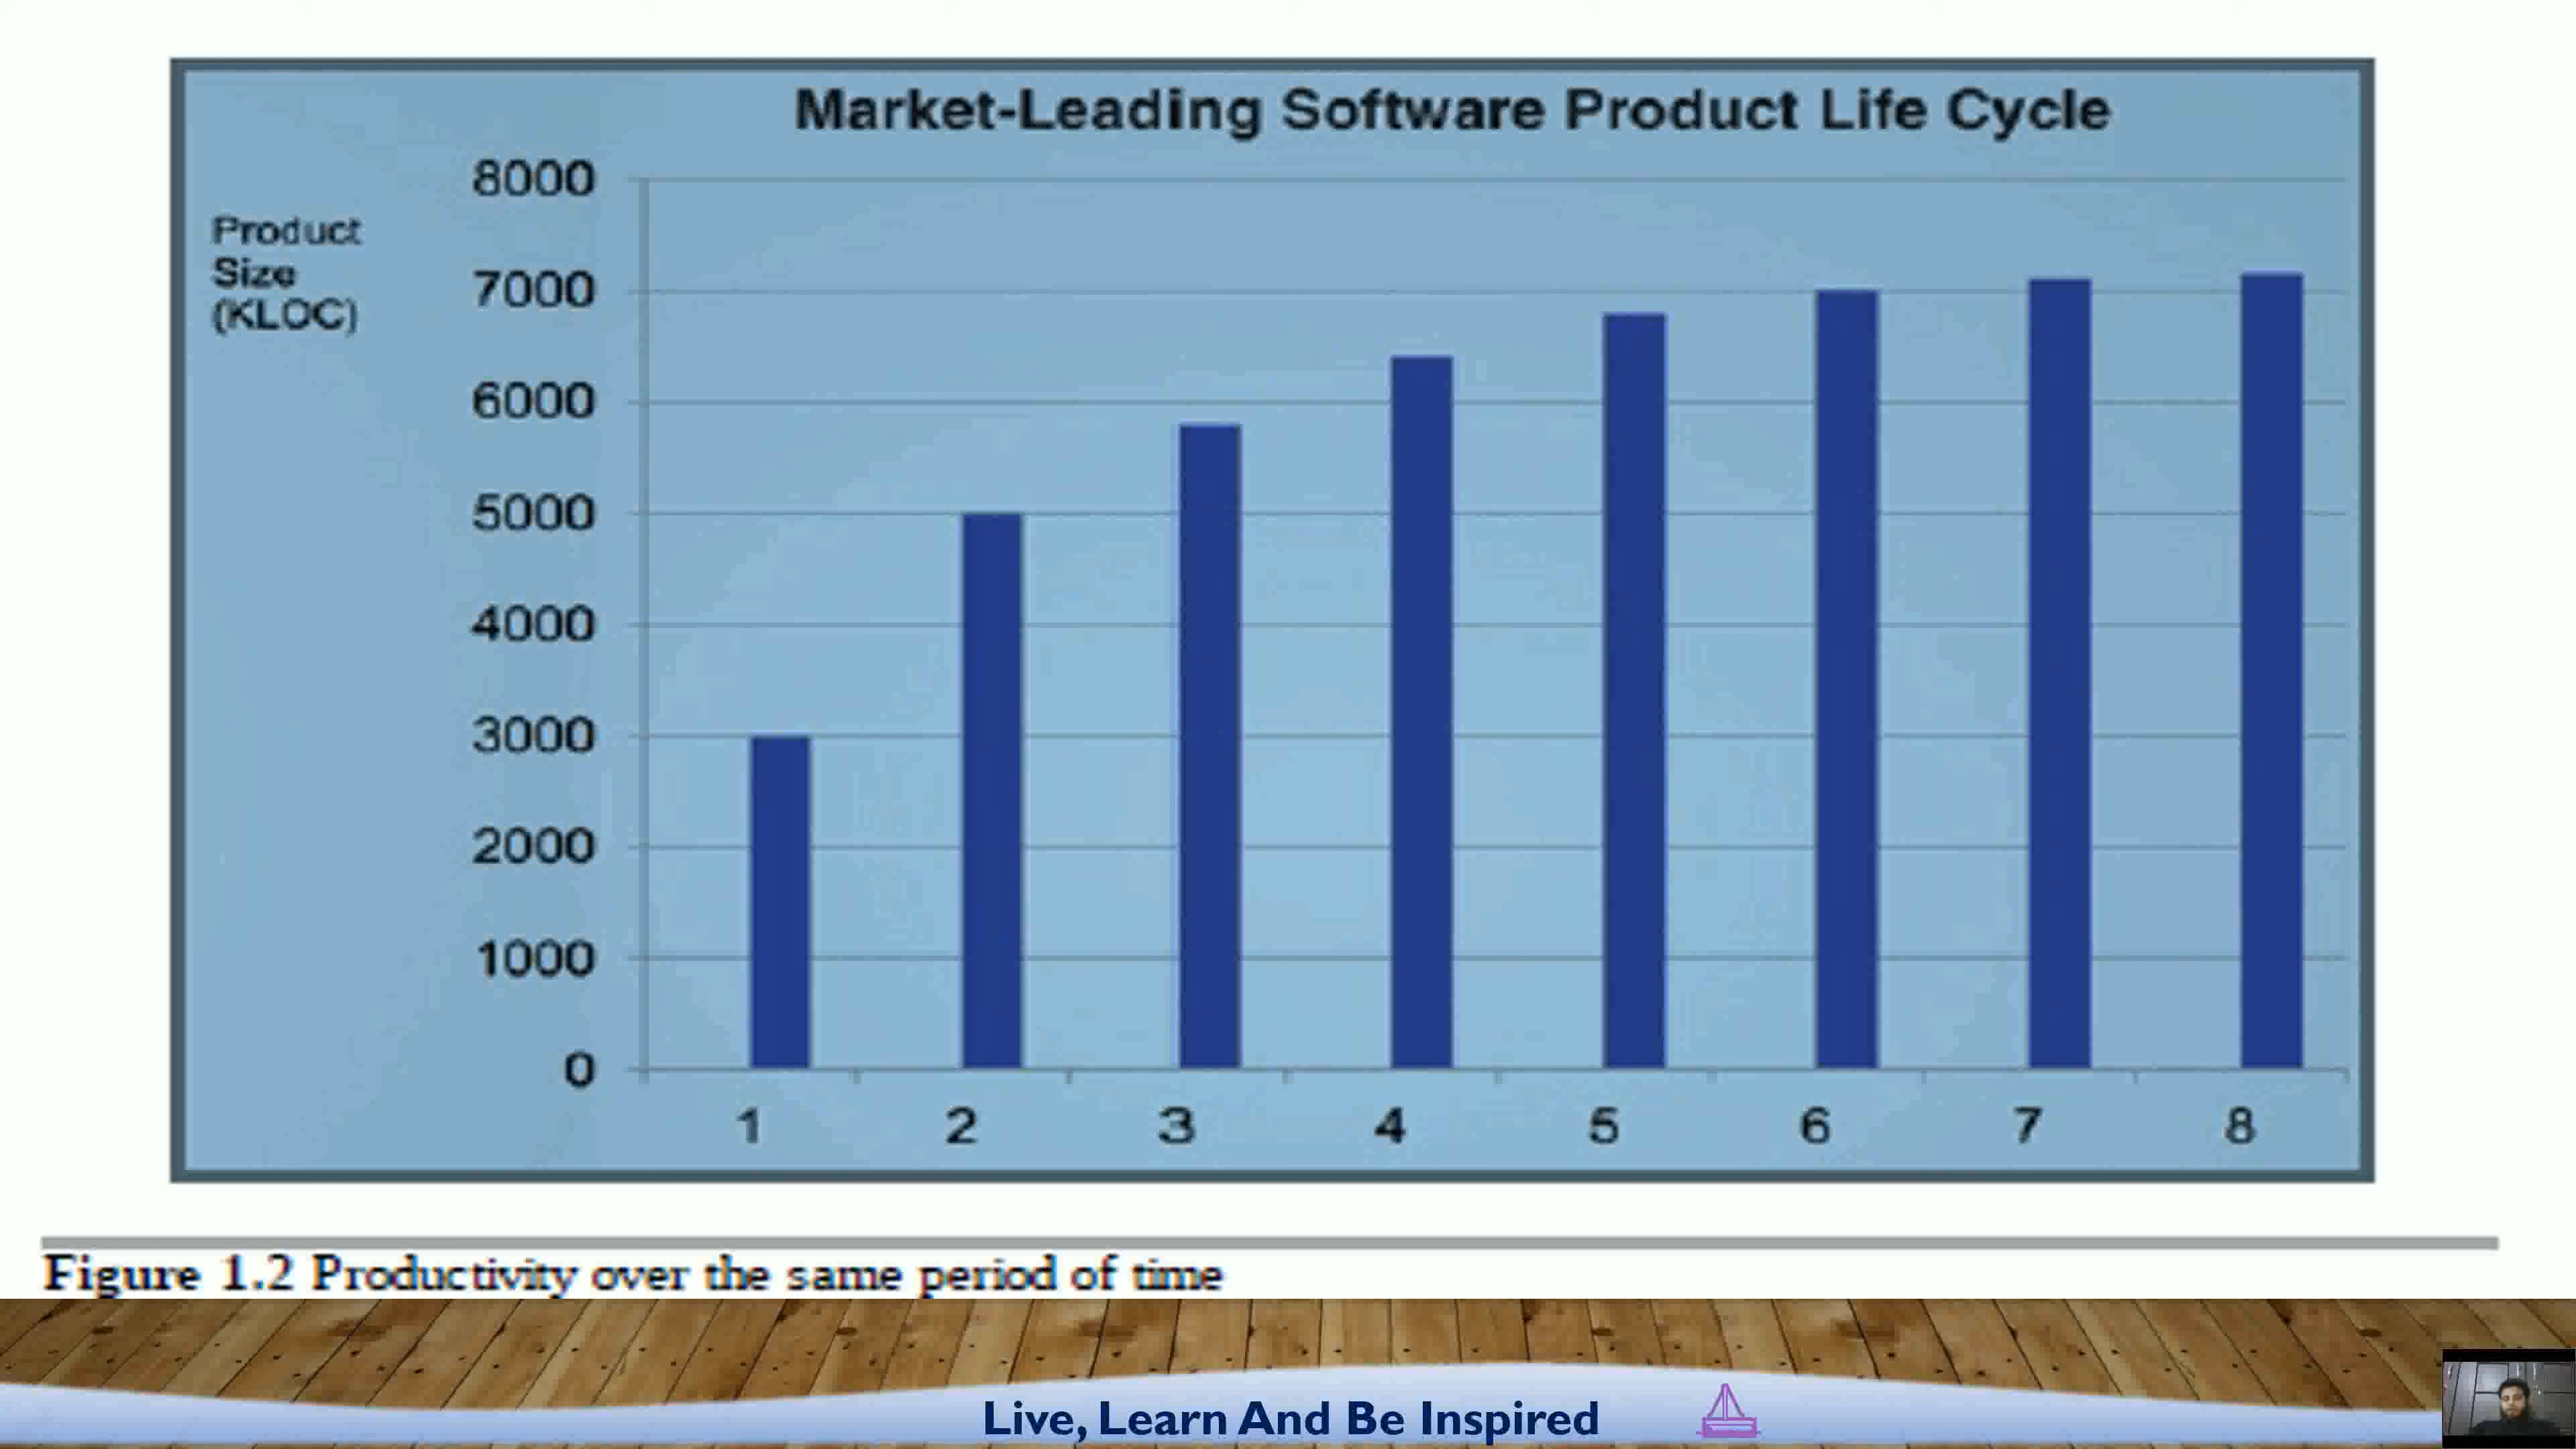 Market-Leading Software Product Life Cycle
Product
Size
(KLOC)
8000
7000
6000
5000
4000
3000
2000
1000
0
1 2 3 4 5 6 7 8
Figure 1.2 Productivity over the same period of time
Live, Learn And Be Inspired